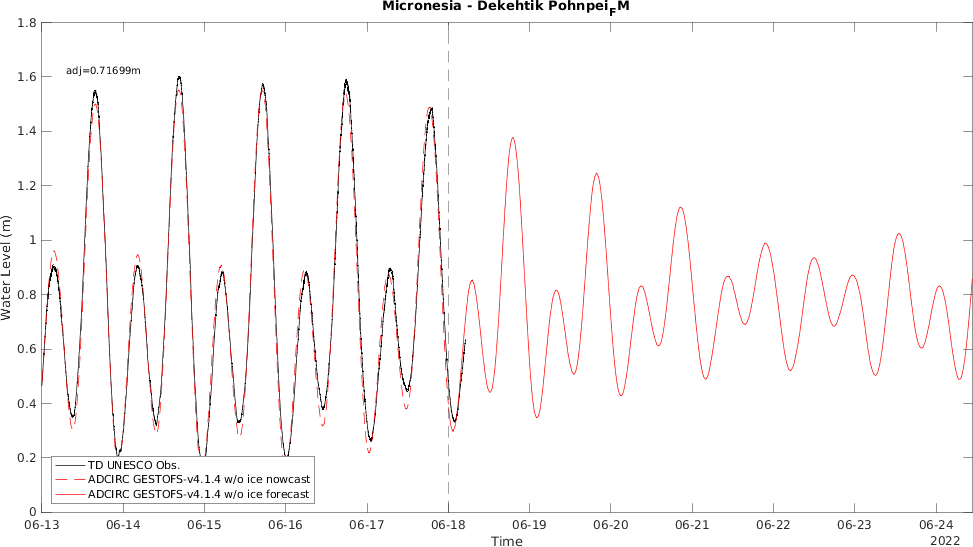 Micronesia - Dekehtik Pohnpei_FM
1.8
1.6
1.4
1.2
1
0.8
0.6
0.4
0.2
0
Water Level (m)
adj=0.71699m
TD UNESCO Obs.
ADCIRC GESTOFS-v4.1.4 w/o ice nowcast
ADCIRC GESTOFS-v4.1.4 w/o ice forecast
06-13 06-14 06-15 06-16 06-17 06-18 06-19 06-20 06-21 06-22 06-23 06-24
Time
2022